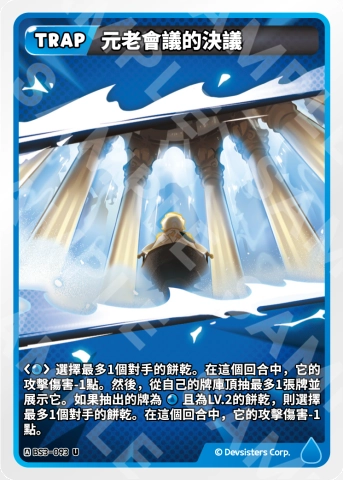 TRAP 元老會議的決議
< > 選擇最多1個對手的餅乾。在這個回合中,它的
攻擊傷害-1點。然後,從自己的牌庫頂抽最多1張牌並
展示它。如果抽出的牌為 且為LV.2的餅乾,則選擇
最多1個對手的餅乾。在這個回合中,它的攻擊傷害-1
點。
A BS3-093 U
© Devsisters Corp.
SAMPLE